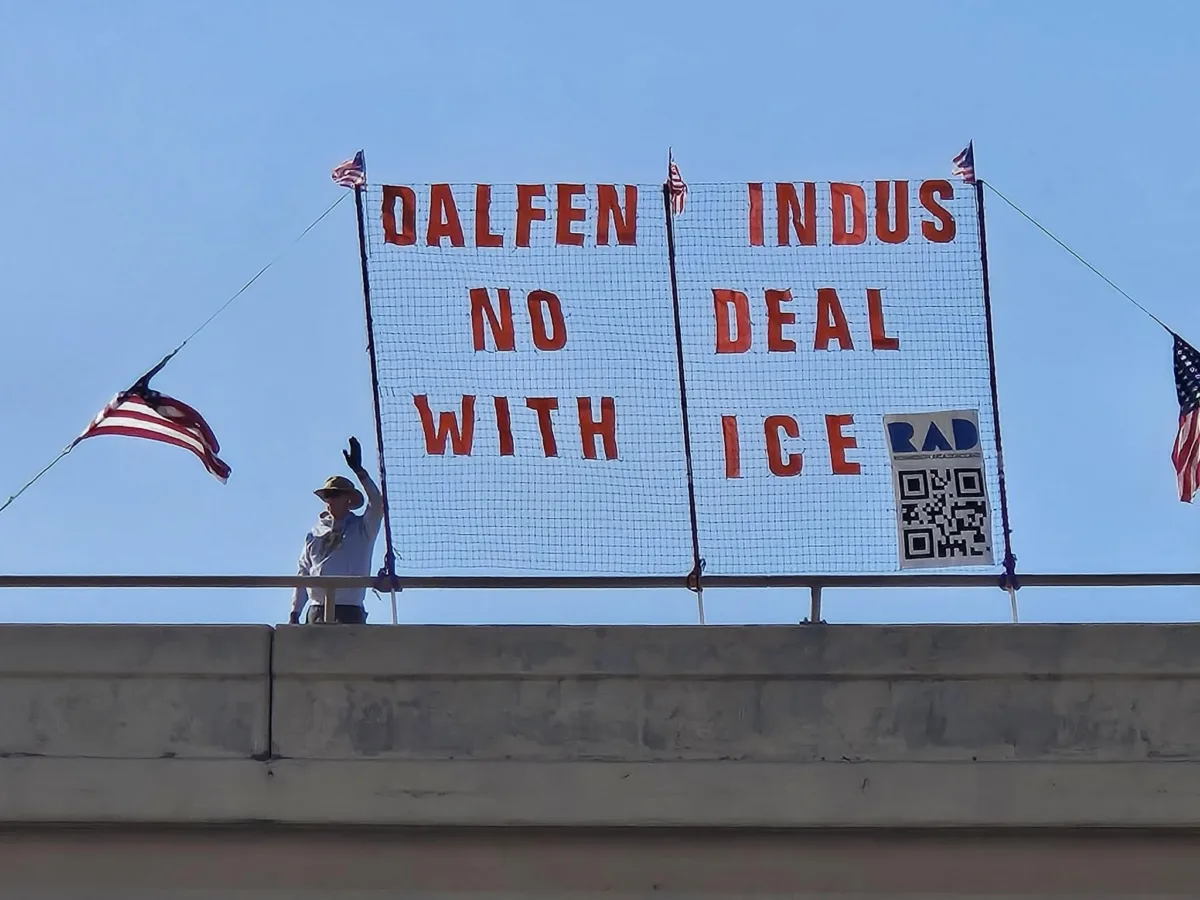 DALFEN INDUS
NO DEAL
WITH ICE
RAD